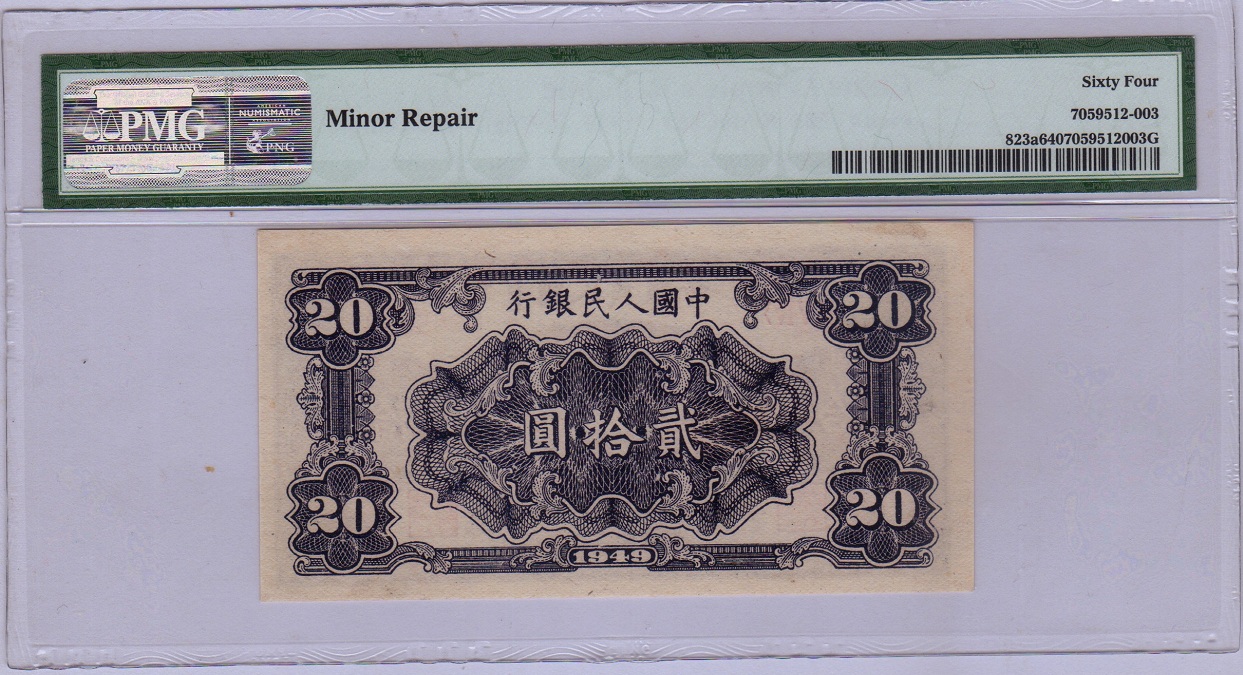 PMG
PAPER MONEY GUARANTY
NUMISMATIC
PNG
Minor Repair
Sixty Four
7059512-003
823a6407059512003G
行銀民人國中
20
20
圓拾貳
20
20
1949